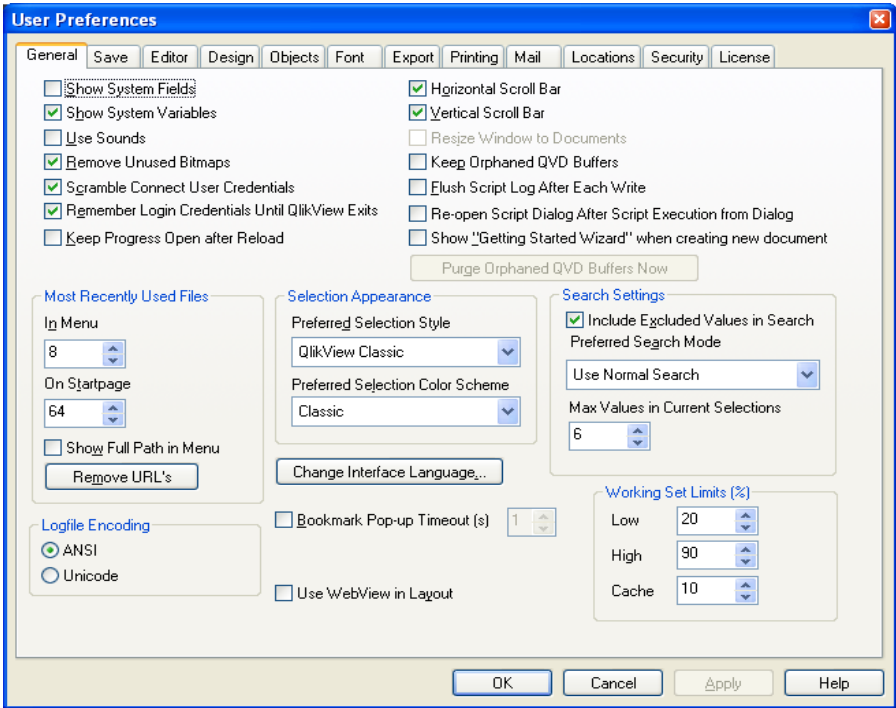 User Preferences
General Save Editor Design Objects Font Export Printing Mail Locations Security License
Show System Fields
Show System Variables
Use Sounds
Remove Unused Bitmaps
Scramble Connect User Credentials
Remember Login Credentials Until QlikView Exits
Keep Progress Open after Reload
Horizontal Scroll Bar
Vertical Scroll Bar
Resize Window to Documents
Keep Orphaned QVD Buffers
Flush Script Log After Each Write
Re-open Script Dialog After Script Execution from Dialog
Show "Getting Started Wizard" when creating new document
Purge Orphaned QVD Buffers Now
Most Recently Used Files
In Menu
8
On Startpage
64
Show Full Path in Menu
Remove URL's
Logfile Encoding
ANSI
Unicode
Selection Appearance
Preferred Selection Style
QlikView Classic
Preferred Selection Color Scheme
Classic
Change Interface Language...
Bookmark Pop-up Timeout (s) 1
Use WebView in Layout
Search Settings
Include Excluded Values in Search
Preferred Search Mode
Use Normal Search
Max Values in Current Selections
6
Working Set Limits (%)
Low 20
High 90
Cache 10
OK Cancel Apply Help